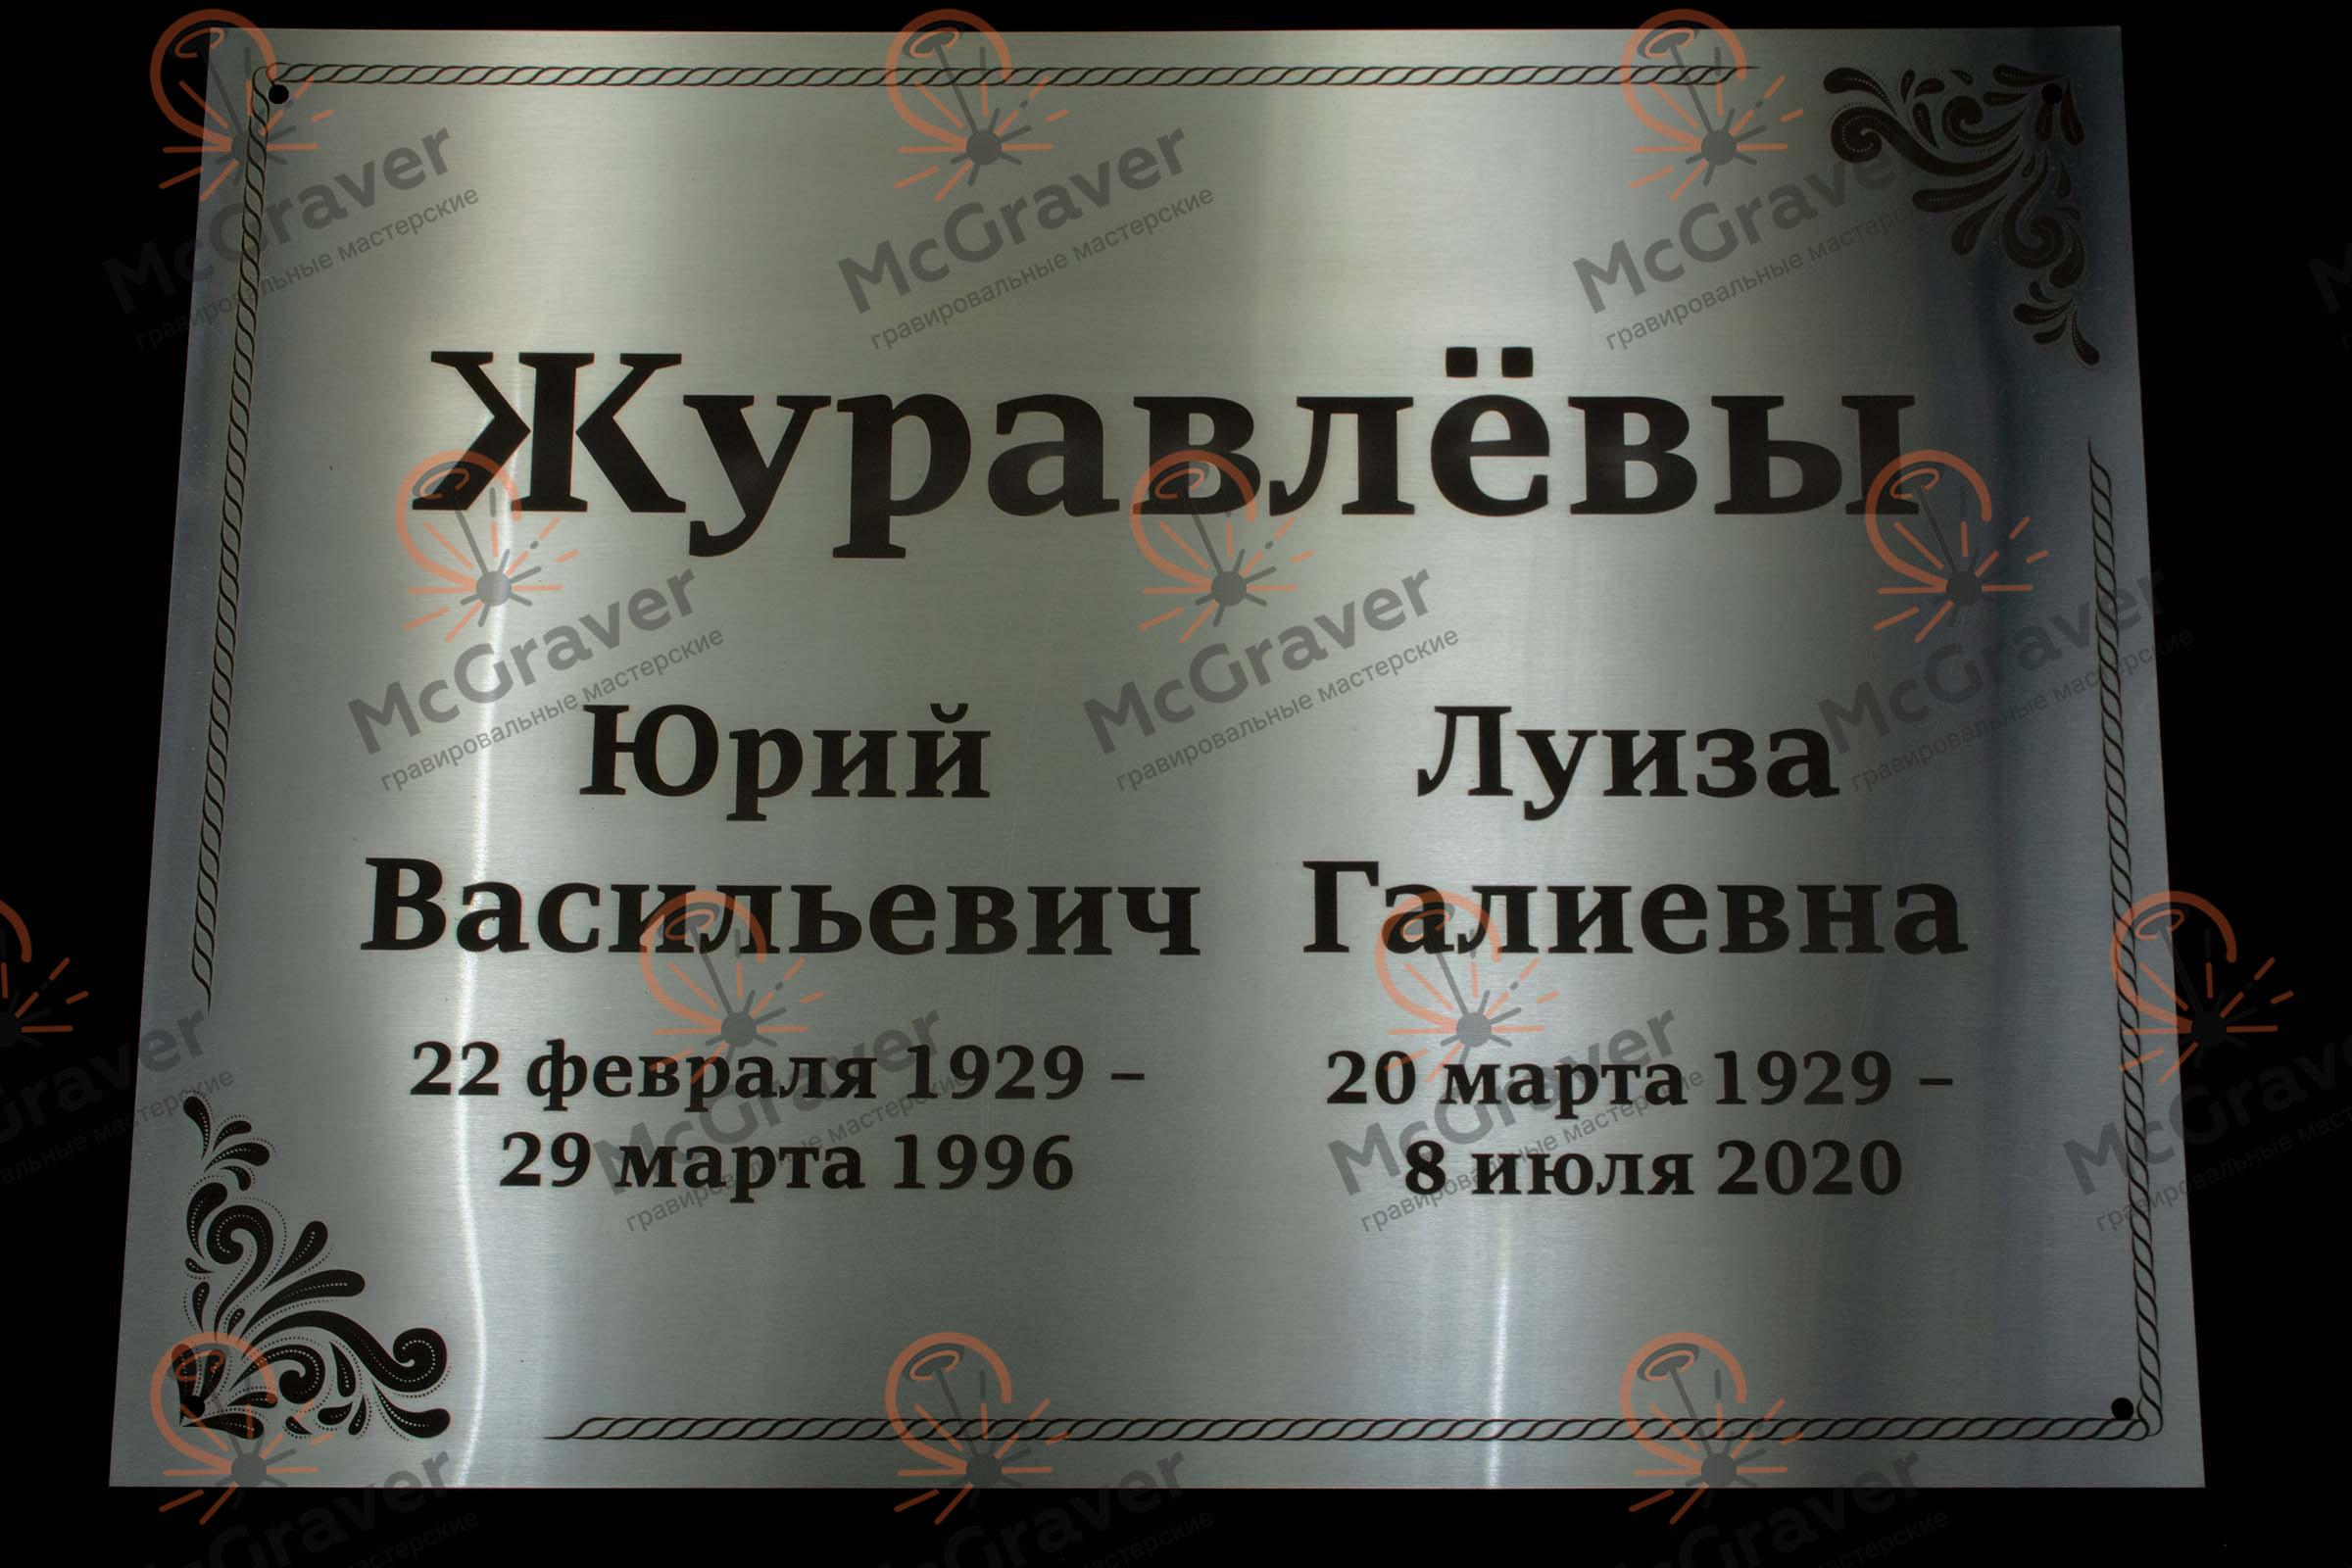 Журавлёвы
Юрий
Васильевич
22 февраля 1929 –
29 марта 1996
Луиза
Галиевна
20 марта 1929 –
8 июля 2020
McGraver
гравировальные мастерские